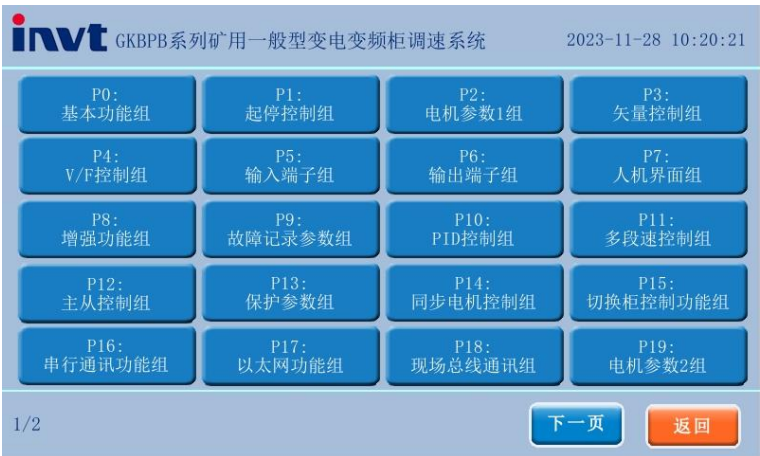 invt GKBPB系列矿用一般型变电变频柜调速系统 2023-11-28 10:20:21
P0: P1: P2: P3:
基本功能组 起停控制组 电机参数1组 矢量控制组
P4: P5: P6: P7:
V/F控制组 输入端子组 输出端子组 人机界面组
P8: P9: P10: P11:
增强功能组 故障记录参数组 PID控制组 多段速控制组
P12: P13: P14: P15:
主从控制组 保护参数组 同步电机控制组 切换柜控制功能组
P16: P17: P18: P19:
串行通讯功能组 以太网功能组 现场总线通讯组 电机参数2组
1/2 下一页 返回